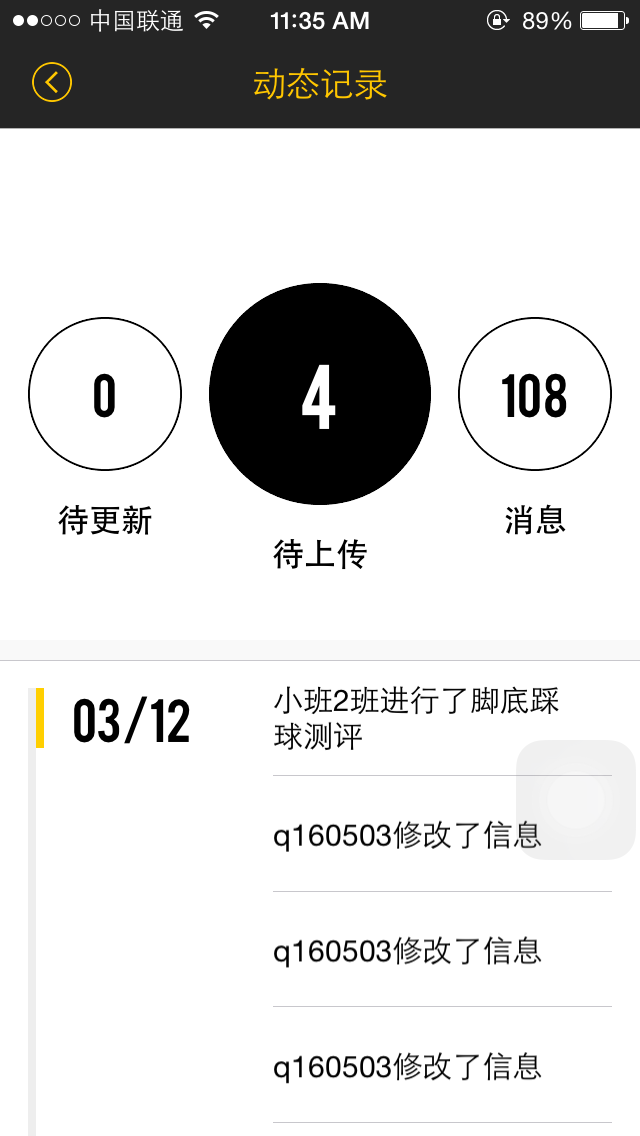 中国联通 11:35 AM 89%
动态记录
0 4 108
待更新 待上传 消息
03/12
小班2班进行了脚底踩
球测评
q160503修改了信息
q160503修改了信息
q160503修改了信息